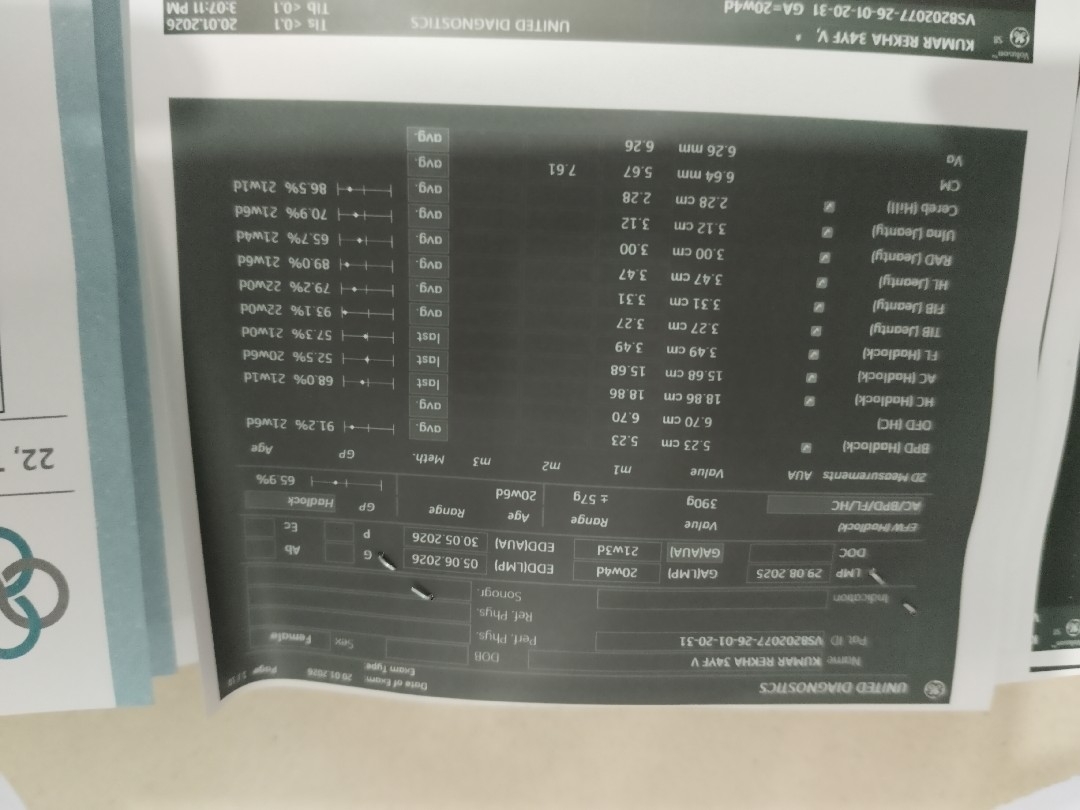 UNITED DIAGNOSTICS
Date of Exam 20.01.2026 Page
Exam Type
Name KUMAR REKHA 34YF V DOB Sex Female
Pat. ID VSB202077-26-01-20-31 Perf. Phys.
Ref. Phys.
Indication Sonogr.
LMP 29.08.2025 GA(LMP) 20w4d EDD(LMP) 05.06.2026 G Ab
DOC GA(AUA) 21w3d EDD(AUA) 30.05.2026 P Ec
EFW (Hadlock) Value Range Age Range GP Hadlock
AC/BPD/FL/HC 390g ± 57g 20w6d 65.9%
2D Measurements AUA Value m1 m2 m3 Meth. GP Age
BPD (Hadlock) 5.23 cm 5.23 avg. 91.2% 21w6d
OFD (HC) 6.70 cm 6.70 avg.
HC (Hadlock) 18.86 cm 18.86 last 68.0% 21w1d
AC (Hadlock) 15.68 cm 15.68 last 52.5% 20w6d
FL (Hadlock) 3.49 cm 3.49 last 57.3% 21w0d
TIB (Jeanty) 3.27 cm 3.27 avg. 93.1% 22w0d
FIB (Jeanty) 3.31 cm 3.31 avg. 79.2% 22w0d
HL (Jeanty) 3.47 cm 3.47 avg. 89.0% 21w6d
RAD (Jeanty) 3.00 cm 3.00 avg. 65.7% 21w4d
Ulna (Jeanty) 3.12 cm 3.12 avg. 70.9% 21w6d
Cereb (Hill) 2.28 cm 2.28 avg. 86.5% 21w1d
CM 6.64 mm 5.67 7.61 avg.
Va 6.26 mm 6.26 avg.
KUMAR REKHA 34YF V,
VSB202077-26-01-20-31 GA=20w4d
UNITED DIAGNOSTICS
TIs <0.1 20.01.2026
TIb <0.1 3:07:11 PM
22,